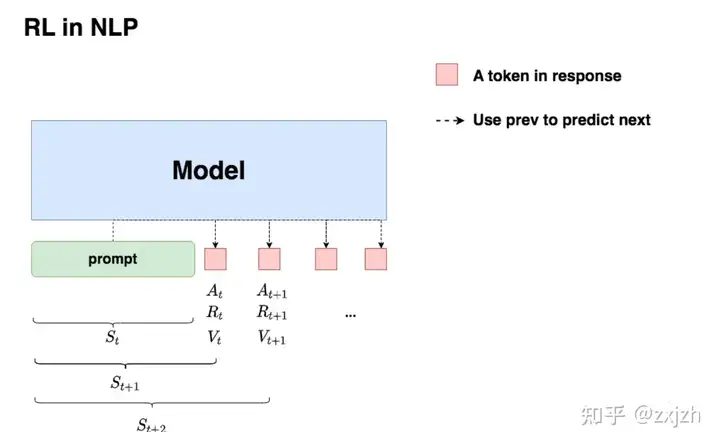 RL in NLP
A token in response
Use prev to predict next
Model
prompt
A_t A_{t+1}
R_t R_{t+1} ...
V_t V_{t+1}
S_t
S_{t+1}
S_{t+2}
知乎 @zxjzh